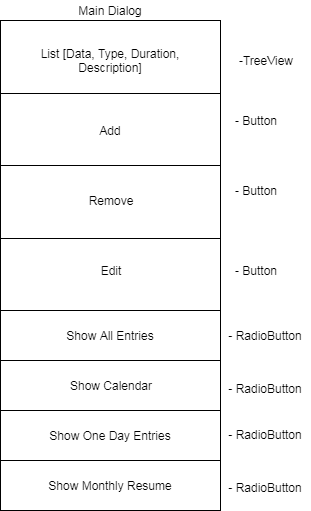 Main Dialog
List [Data, Type, Duration,
Description]
-TreeView
Add
- Button
Remove
- Button
Edit
- Button
Show All Entries
- RadioButton
Show Calendar
- RadioButton
Show One Day Entries
- RadioButton
Show Monthly Resume
- RadioButton